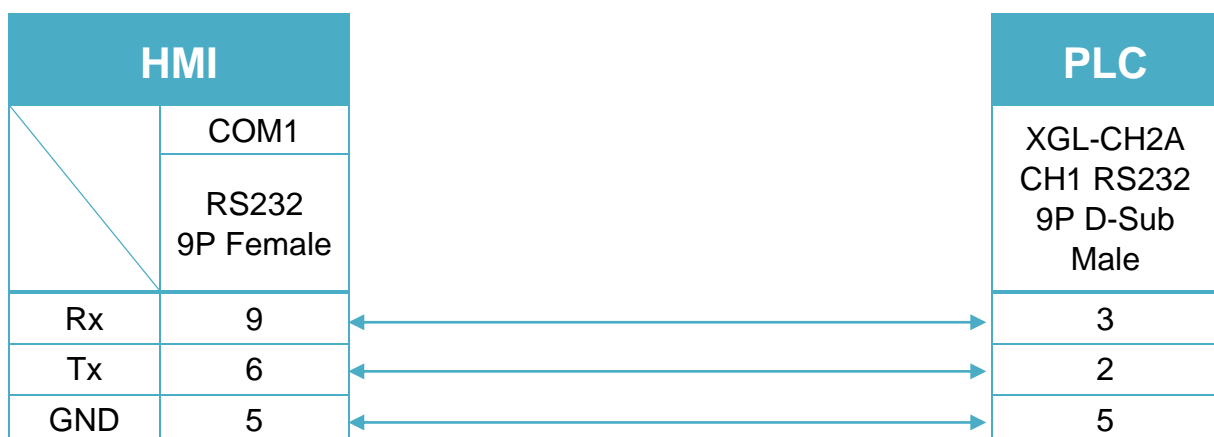 HMI
PLC
COM1
RS232
9P Female
XGL-CH2A
CH1 RS232
9P D-Sub
Male
Rx 9 3
Tx 6 2
GND 5 5